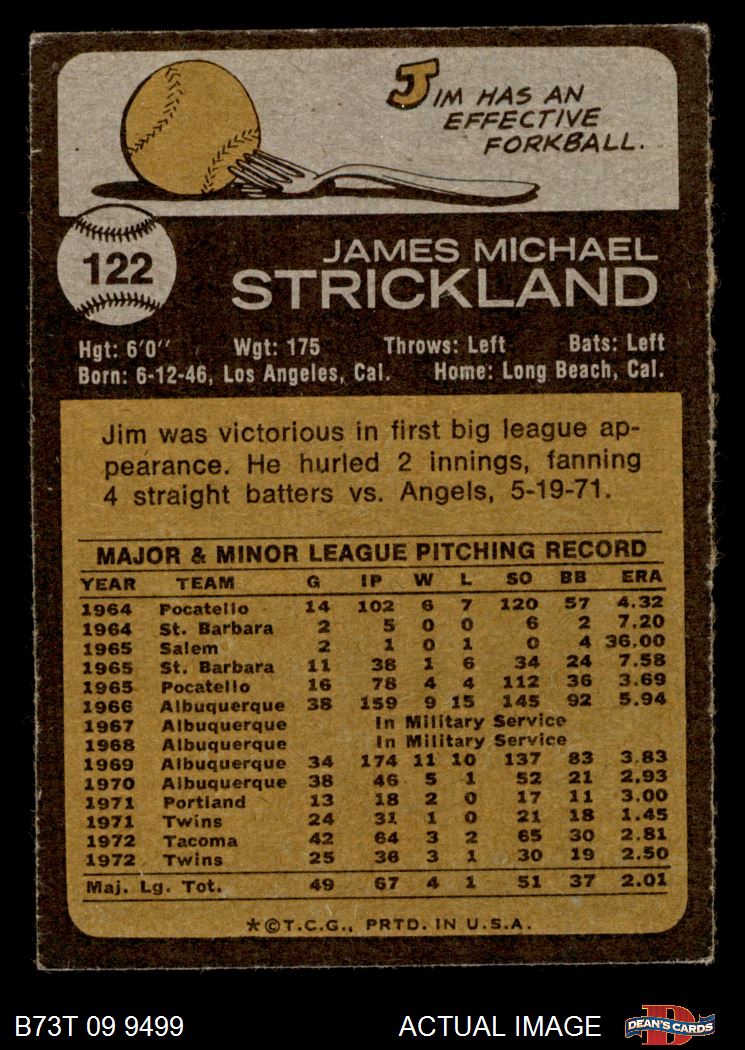 JIM HAS AN
EFFECTIVE
FORKBALL.
122
JAMES MICHAEL
STRICKLAND
Hgt: 6'0" Wgt: 175 Throws: Left Bats: Left
Born: 6-12-46, Los Angeles, Cal. Home: Long Beach, Cal.
Jim was victorious in first big league ap-
pearance. He hurled 2 innings, fanning
4 straight batters vs. Angels, 5-19-71.
MAJOR & MINOR LEAGUE PITCHING RECORD
YEAR TEAM G IP W L SO BB ERA
1964 Pocatello 14 102 6 7 120 57 4.32
1964 St. Barbara 2 5 0 0 6 2 7.20
1965 Salem 2 1 0 1 0 4 36.00
1965 St. Barbara 11 38 1 6 34 24 7.58
1965 Pocatello 16 78 4 4 112 36 3.69
1966 Albuquerque 38 159 9 15 145 92 5.94
1967 Albuquerque In Military Service
1968 Albuquerque In Military Service
1969 Albuquerque 34 174 11 10 137 83 3.83
1970 Albuquerque 38 46 5 1 52 21 2.93
1971 Portland 13 18 2 0 17 11 3.00
1971 Twins 24 31 1 0 21 18 1.45
1972 Tacoma 42 64 3 2 65 30 2.81
1972 Twins 25 36 3 1 30 19 2.50
Maj. Lg. Tot. 49 67 4 1 51 37 2.01
*©T.C.G., PRTD. IN U.S.A.
B73T 09 9499 ACTUAL IMAGE DEAN'S CARDS